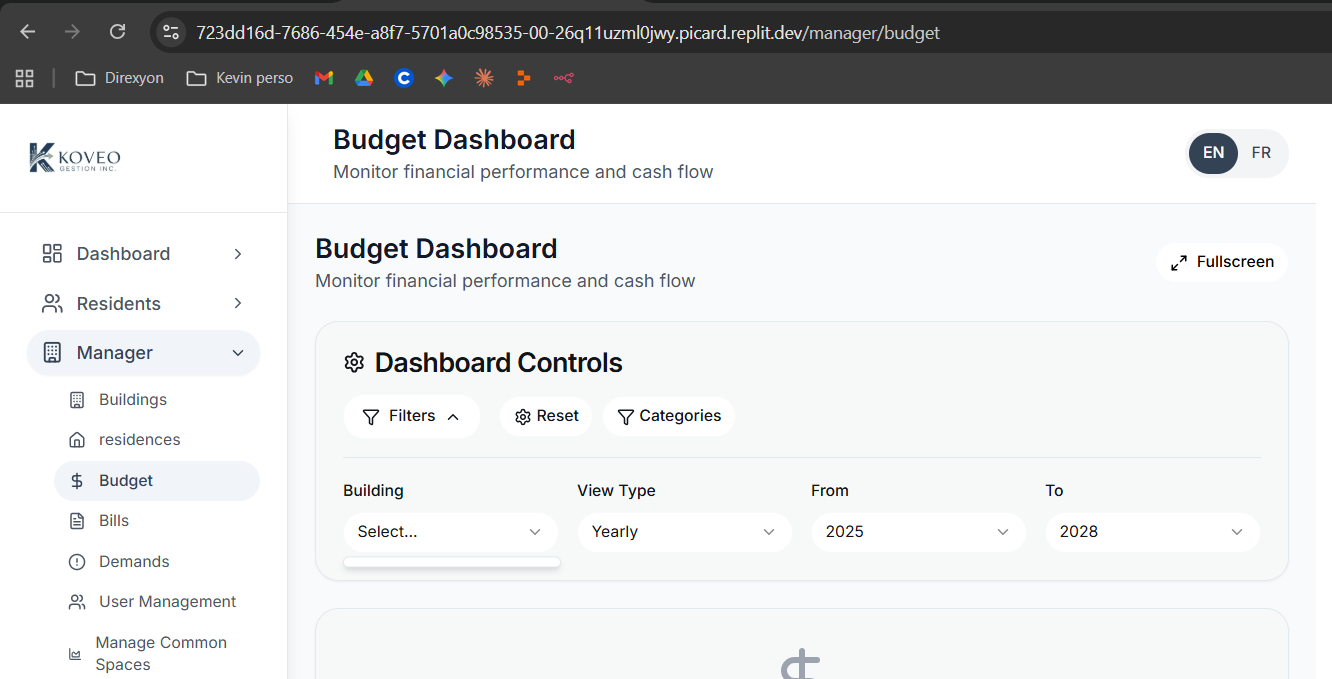 723dd16d-7686-454e-a8f7-5701a0c98535-00-26q11uzml0jwy.picard.replit.dev/manager/budget
Direxyon
Kevin perso
KOVEO
GESTION INC.
Budget Dashboard
Monitor financial performance and cash flow
EN FR
Dashboard
Residents
Manager
Buildings
residences
Budget
Bills
Demands
User Management
Manage Common
Spaces
Budget Dashboard
Monitor financial performance and cash flow
Fullscreen
Dashboard Controls
Filters Reset Categories
Building View Type From To
Select... Yearly 2025 2028